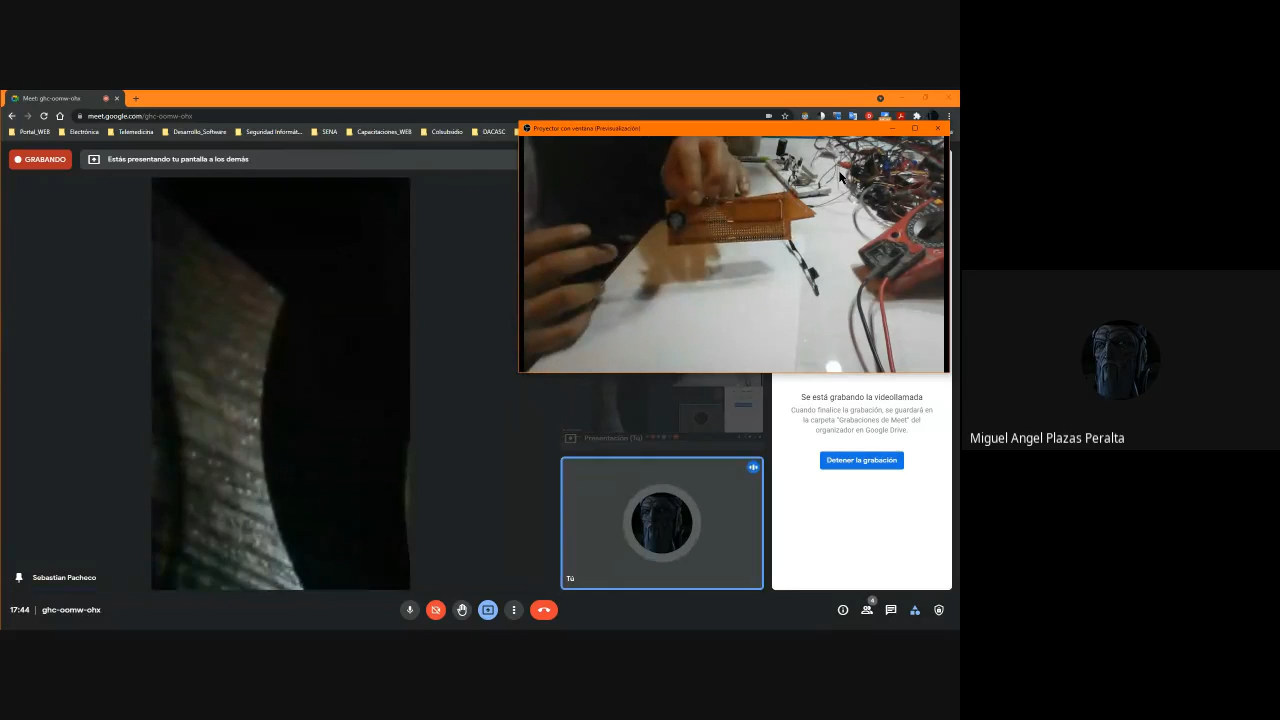 Meet: ghc-oomw-ohx
meet.google.com/ghc-oomw-ohx
Portal_WEB
Electrónica
Telemedicina
Desarrollo_Software
Seguridad Informát...
SENA
Capacitaciones_WEB
Colsubsidio
DACASC
Proyector con ventana (Previsualización)
GRABANDO
Estás presentando tu pantalla a los demás
Se está grabando la videollamada
Cuando finalice la grabación, se guardará en
la carpeta "Grabaciones de Meet" del
organizador en Google Drive.
Presentación (Tú)
Detener la grabación
Miguel Angel Plazas Peralta
Tú
Sebastian Pacheco
17:44
ghc-oomw-ohx
4